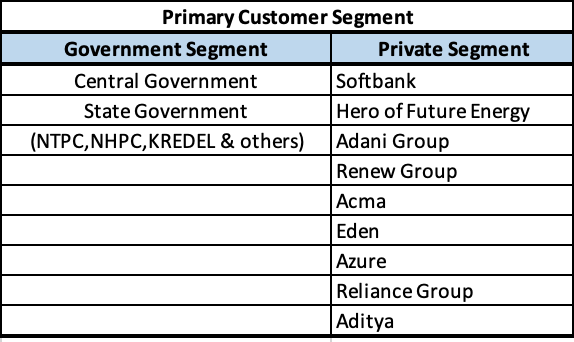 Primary Customer Segment
Government Segment Private Segment
Central Government Softbank
State Government Hero of Future Energy
(NTPC,NHPC,KREDEL & others) Adani Group
Renew Group
Acma
Eden
Azure
Reliance Group
Aditya